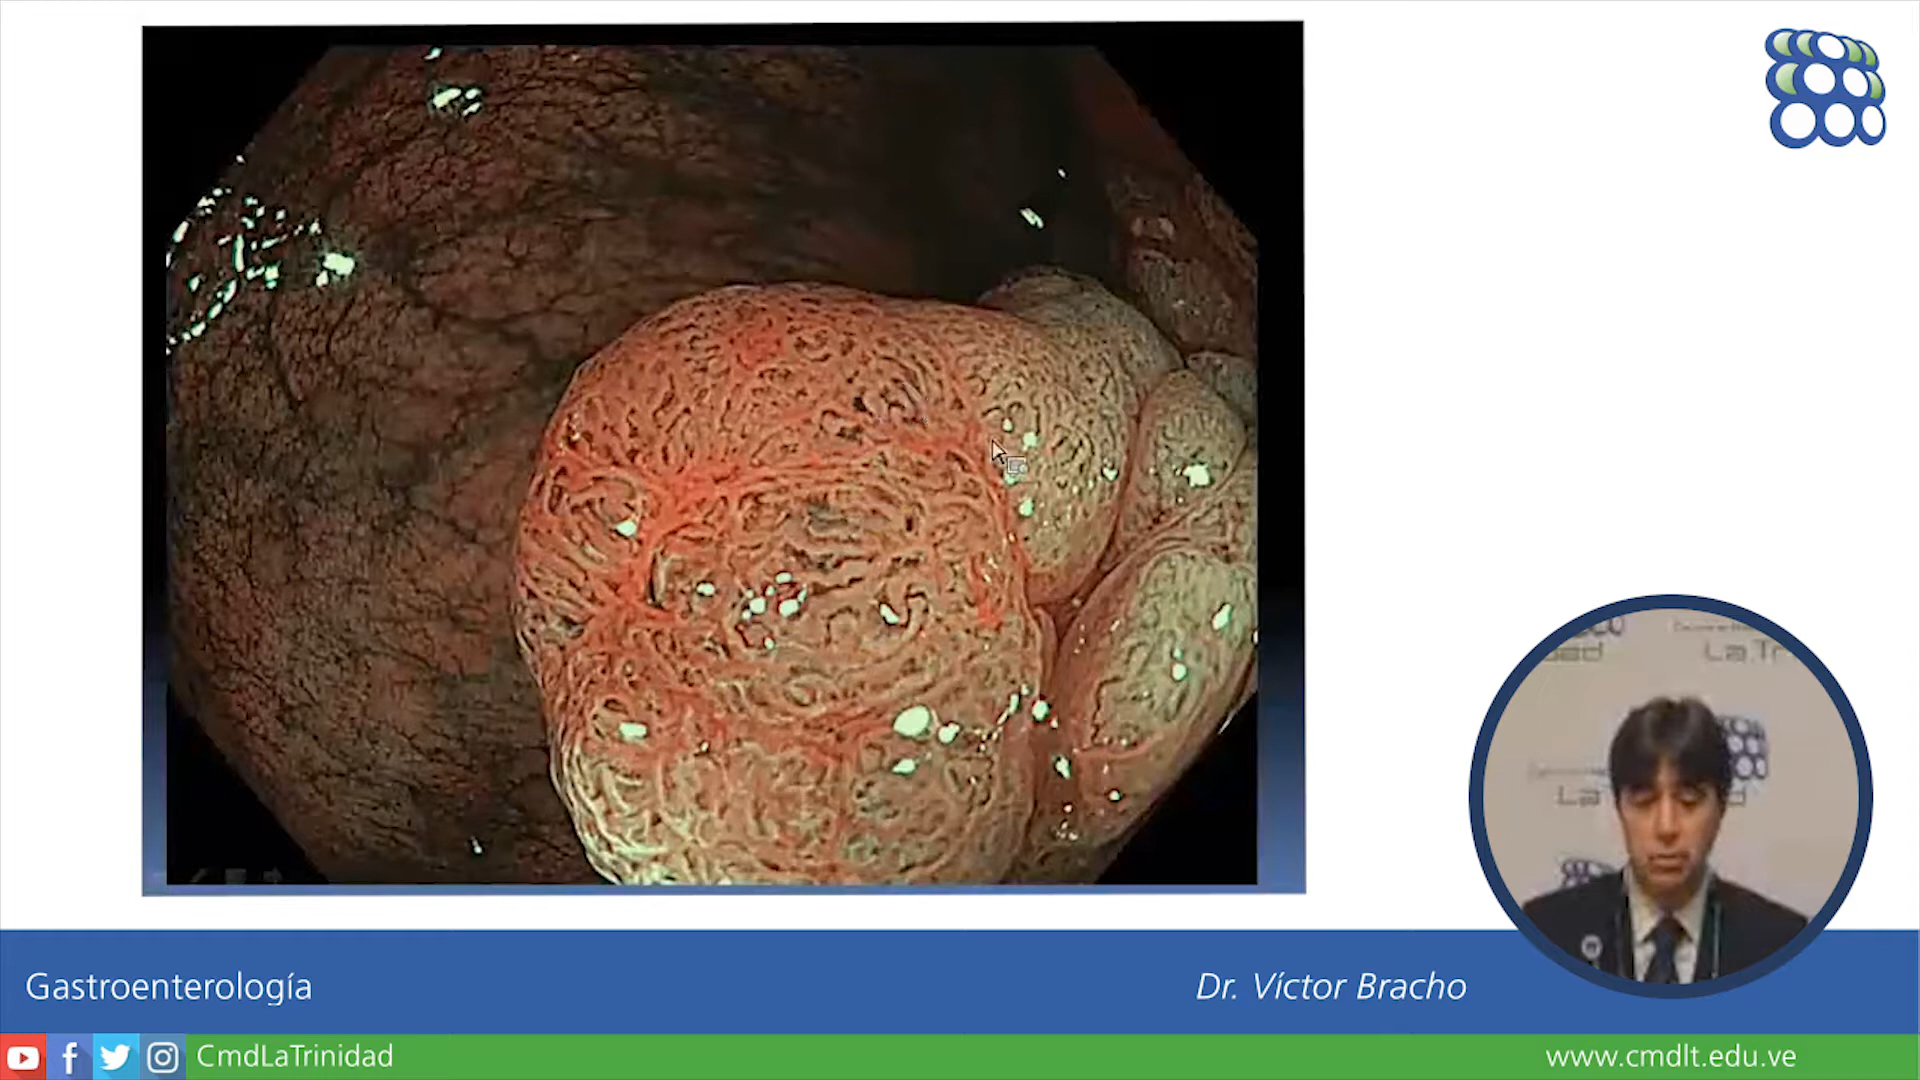 Gastroenterología
Dr. Víctor Bracho
CmdLaTrinidad
www.cmdlt.edu.ve